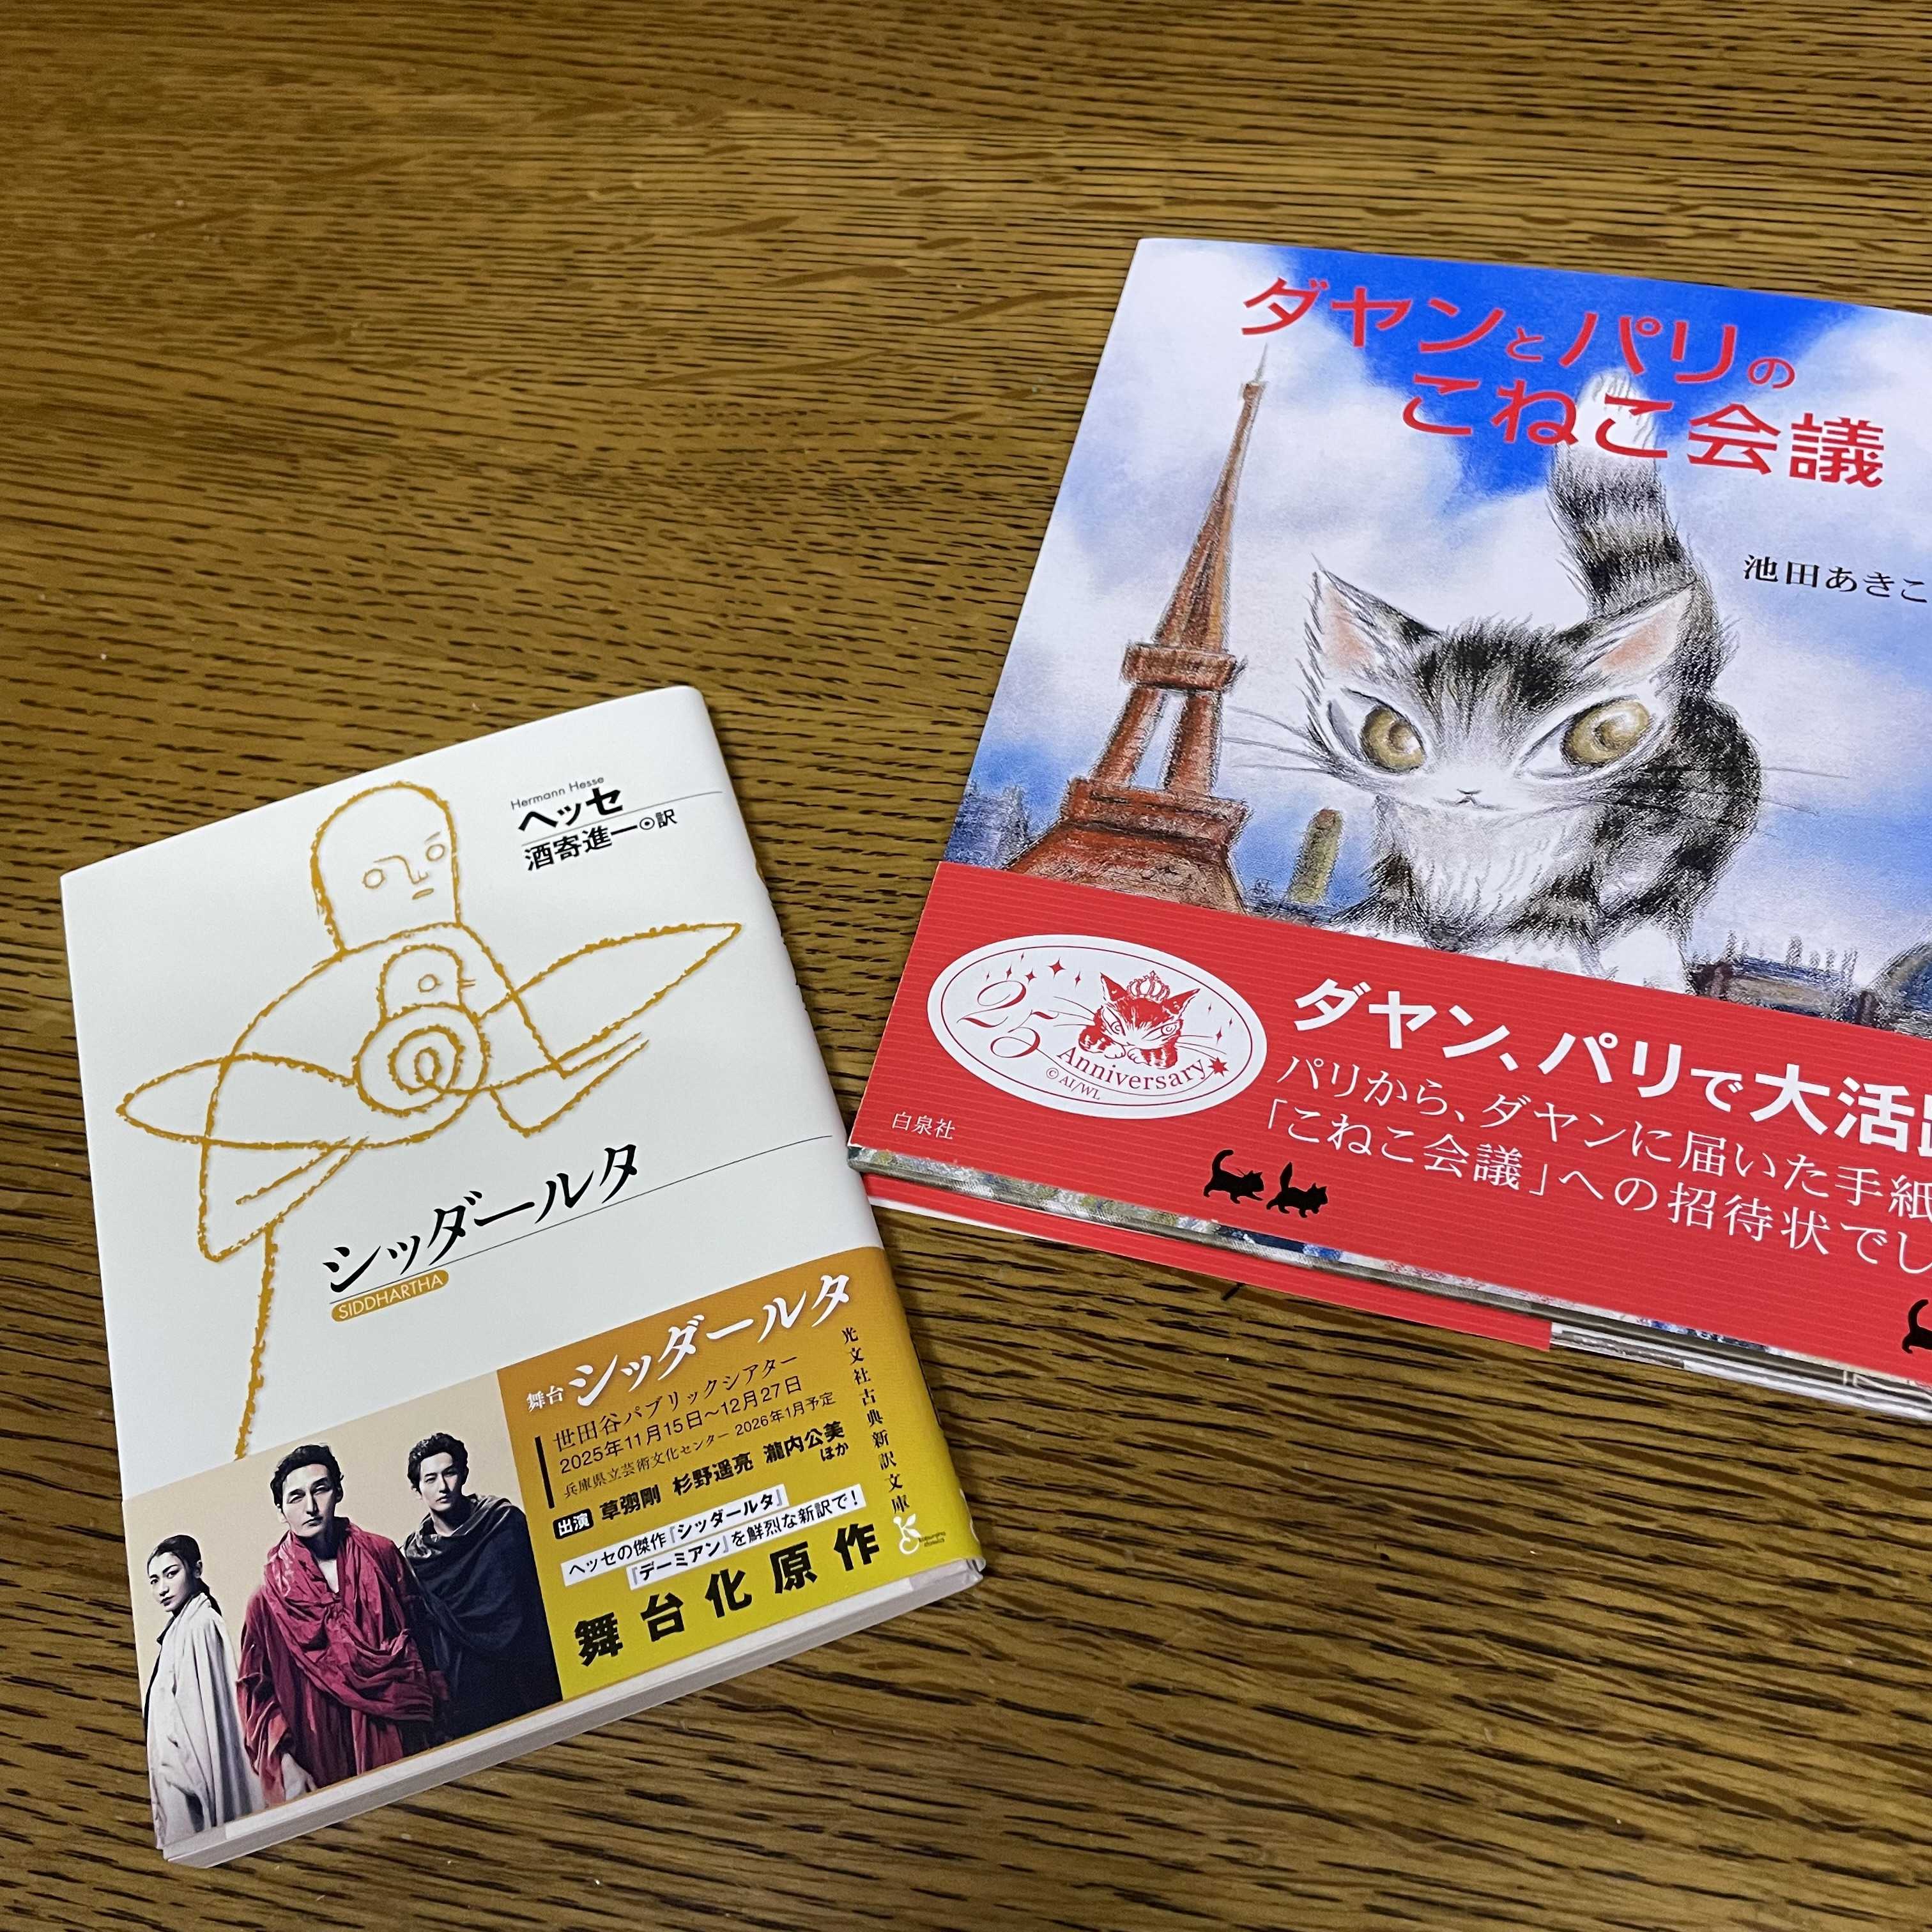 Hermann Hesse
ヘッセ
酒寄進一⊙訳
シッダールタ
SIDDHARTHA
舞台 シッダールタ
世田谷パブリックシアター
2025年11月15日〜12月27日
兵庫県立芸術文化センター 2026年1月予定
出演 草彅剛 杉野遥亮 瀧内公美
ほか
ヘッセの傑作『シッダールタ』
『デーミアン』を鮮烈な新訳で!
舞台化原作
光文社古典新訳文庫
ダヤンとパリの
こねこ会議
池田あきこ
25
Anniversary
© AI/WL
白泉社
ダヤン、パリで大活
パリから、ダヤンに届いた手紙
「こねこ会議」への招待状でし